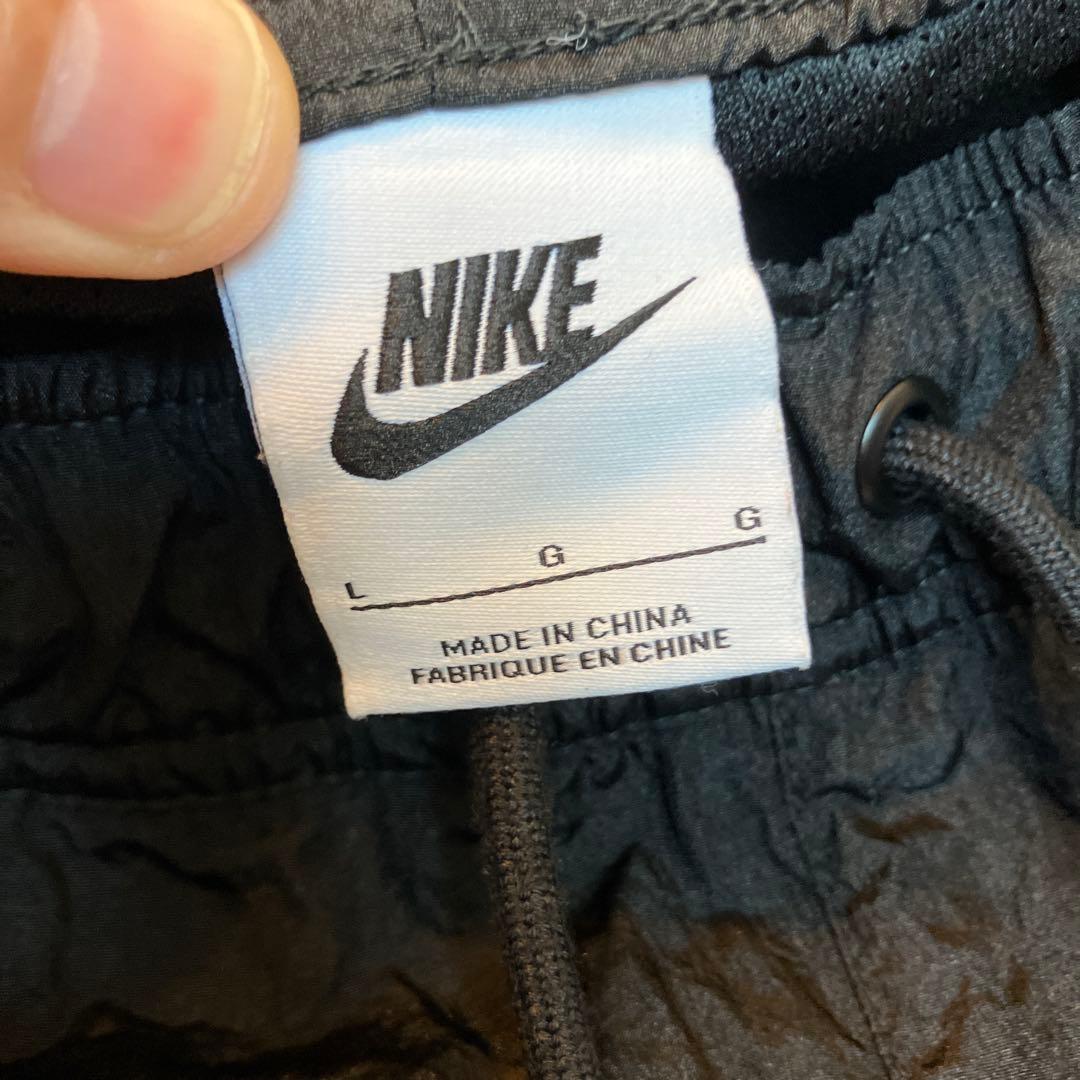 NIKE
L G G
MADE IN CHINA
FABRIQUE EN CHINE